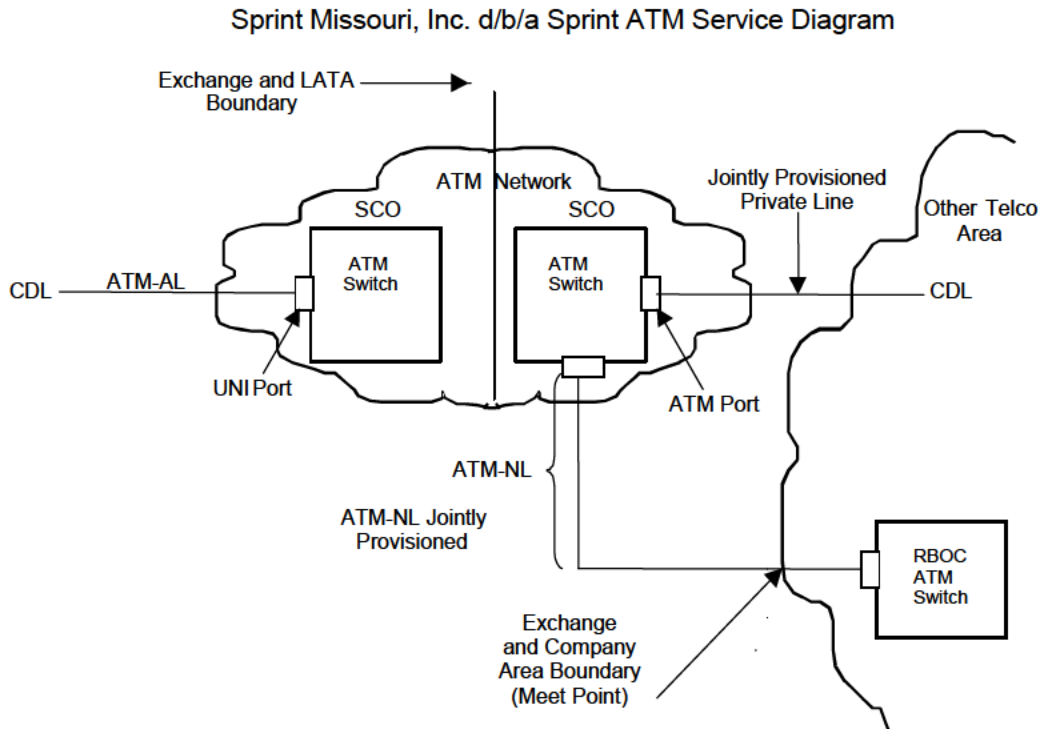 Sprint Missouri, Inc. d/b/a Sprint ATM Service Diagram
Exchange and LATA
Boundary
ATM Network
SCO
SCO
Jointly Provisioned
Private Line
Other Telco
Area
ATM
Switch
ATM
Switch
CDL
ATM-AL
CDL
UNI Port
ATM Port
ATM-NL
ATM-NL Jointly
Provisioned
RBOC
ATM
Switch
Exchange
and Company
Area Boundary
(Meet Point)